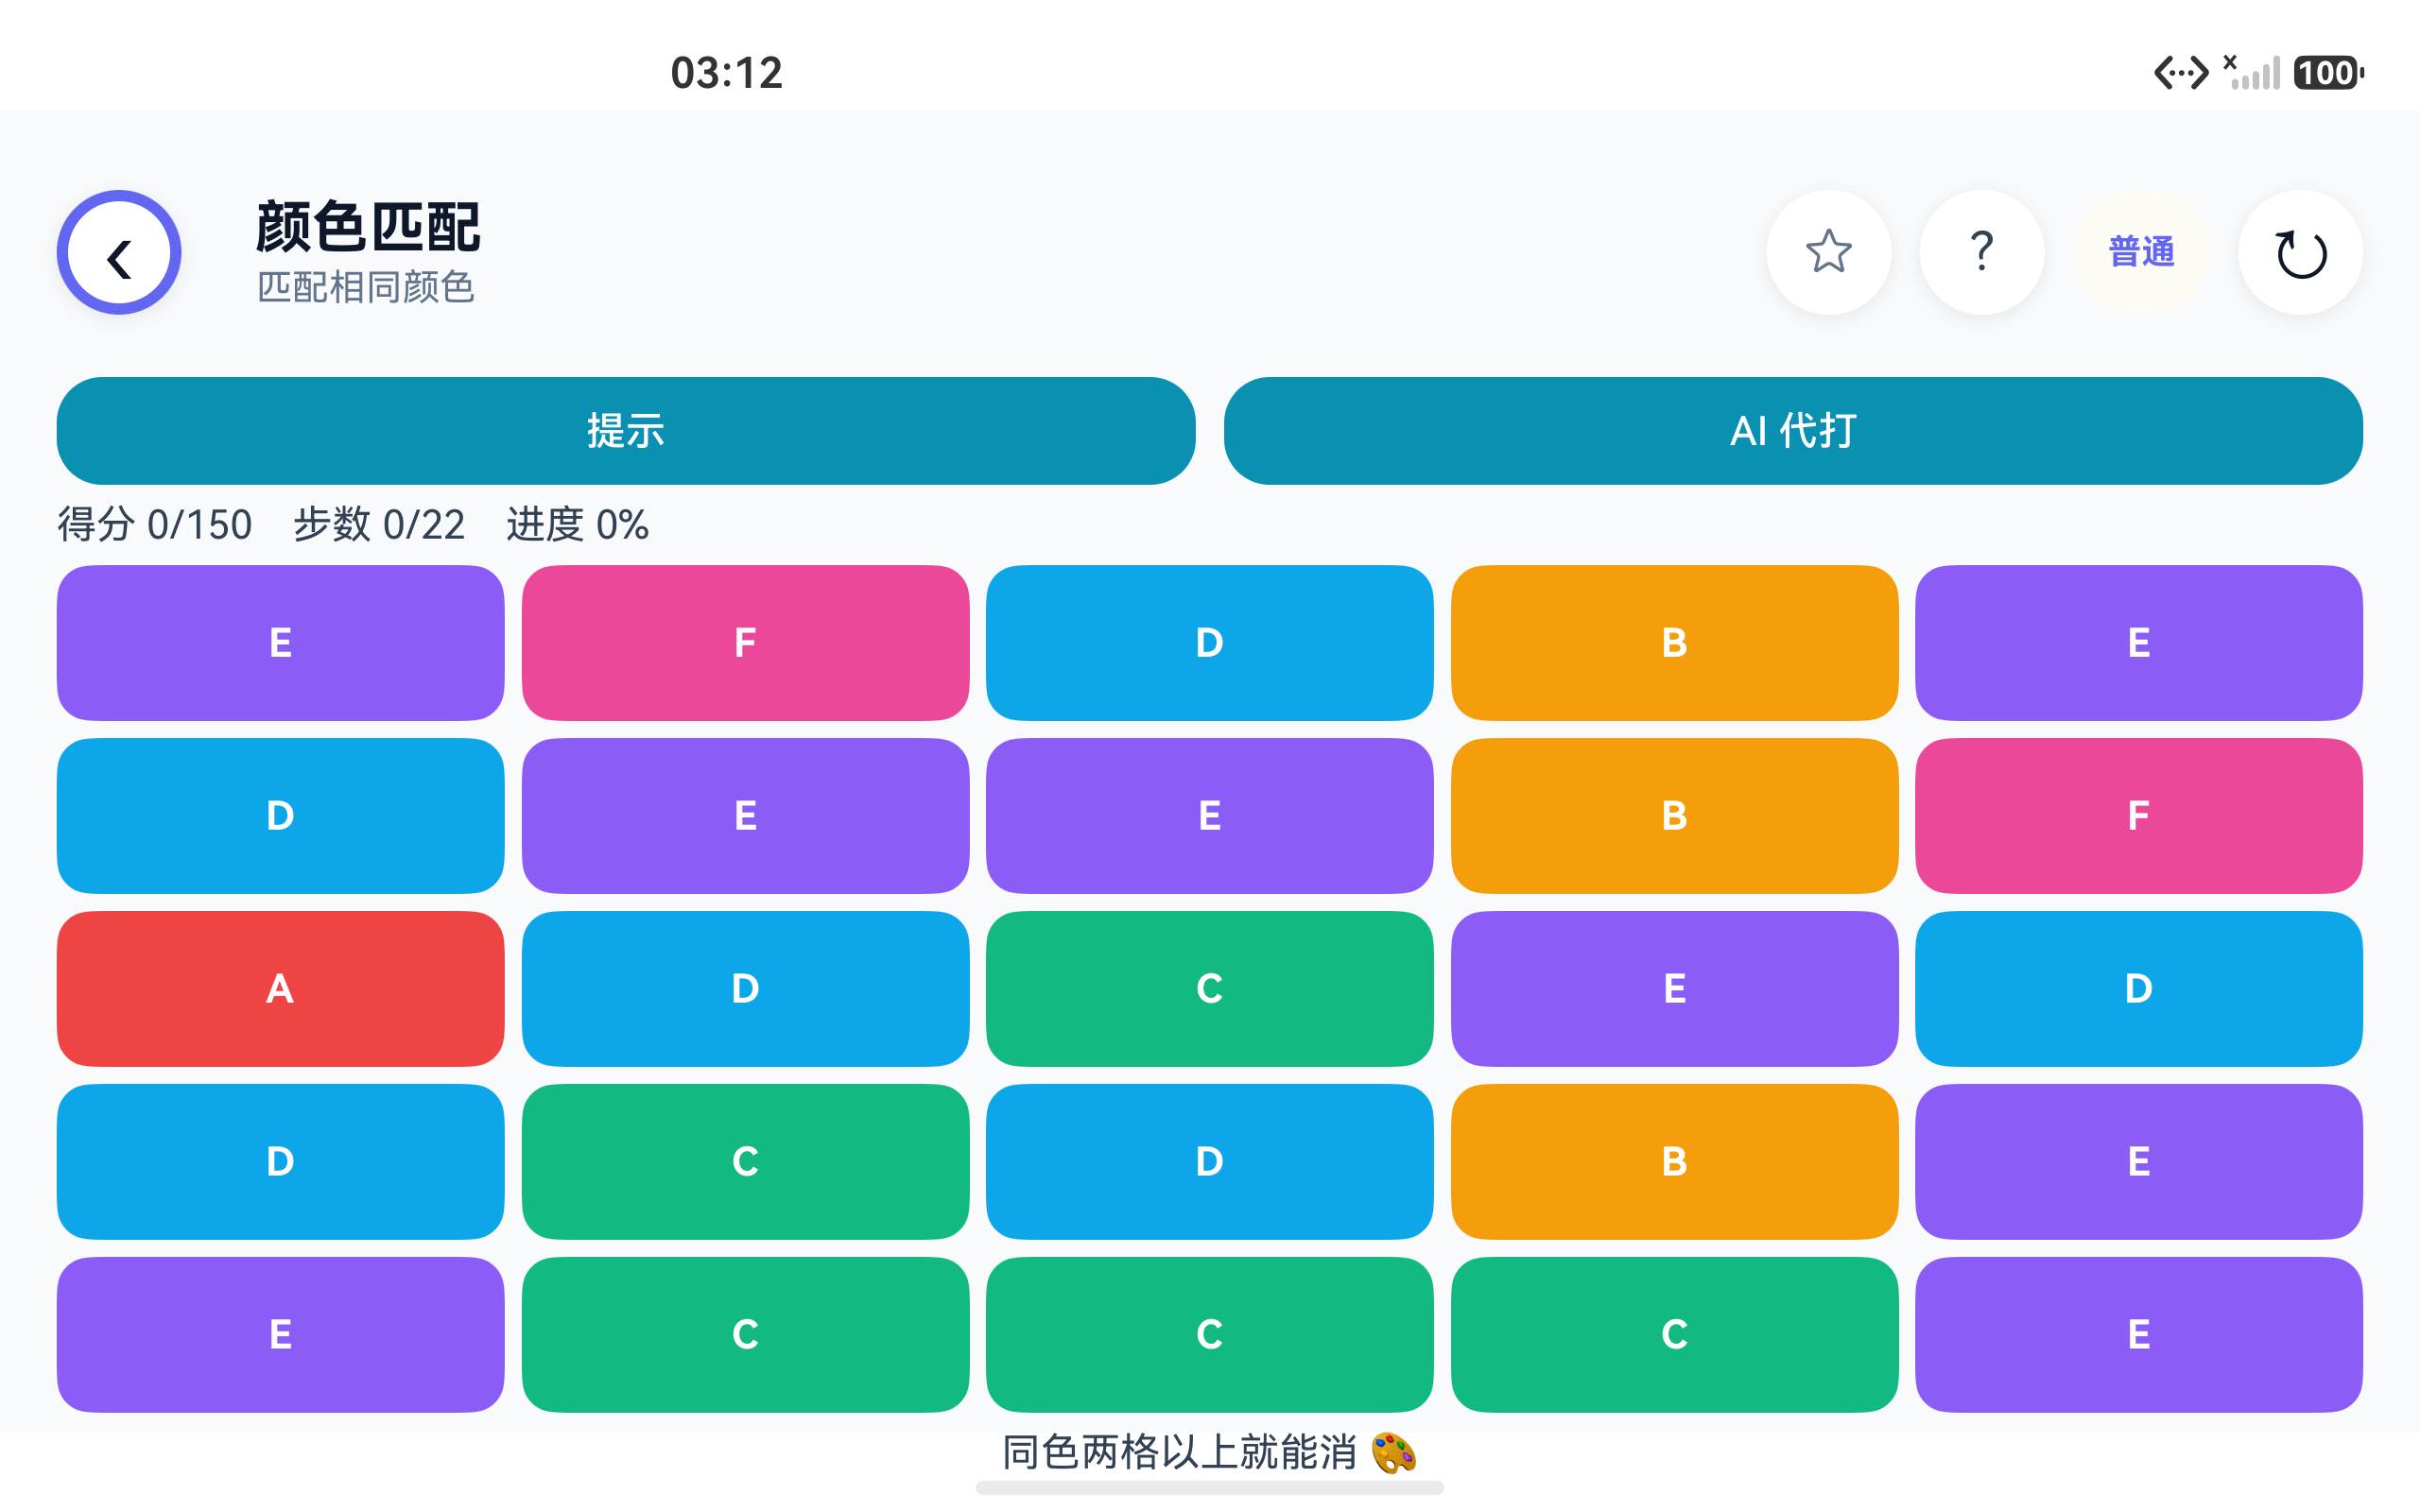 03:12
100
颜色匹配
匹配相同颜色
?
普通
提示
AI 代打
得分 0/150 步数 0/22 进度 0%
E F D B E
D E E B F
A D C E D
D C D B E
E C C C E
同色两格以上就能消 🎨